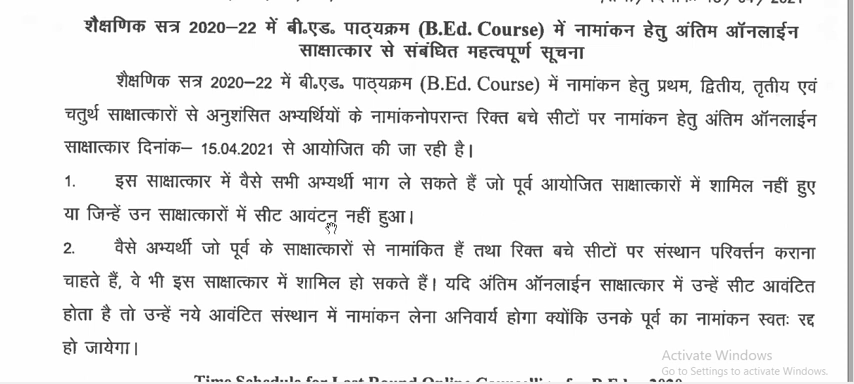 शैक्षणिक सत्र 2020–22 में बी०एड० पाठ्यक्रम (B.Ed. Course) में नामांकन हेतु अंतिम ऑनलाईन
साक्षात्कार से संबंधित महत्वपूर्ण सूचना
शैक्षणिक सत्र 2020–22 में बी०एड० पाठ्यक्रम (B.Ed. Course) में नामांकन हेतु प्रथम, द्वितीय, तृतीय एवं
चतुर्थ साक्षात्कारों से अनुशंसित अभ्यर्थियों के नामांकनोपरान्त रिक्त बचे सीटों पर नामांकन हेतु अंतिम ऑनलाईन
साक्षात्कार दिनांक– 15.04.2021 से आयोजित की जा रही है।
1. इस साक्षात्कार में वैसे सभी अभ्यर्थी भाग ले सकते हैं जो पूर्व आयोजित साक्षात्कारों में शामिल नहीं हुए
या जिन्हें उन साक्षात्कारों में सीट आवंटन नहीं हुआ।
2. वैसे अभ्यर्थी जो पूर्व के साक्षात्कारों से नामांकित हैं तथा रिक्त बचे सीटों पर संस्थान परिवर्त्तन कराना
चाहते हैं, वे भी इस साक्षात्कार में शामिल हो सकते हैं। यदि अंतिम ऑनलाईन साक्षात्कार में उन्हें सीट आवंटित
होता है तो उन्हें नये आवंटित संस्थान में नामांकन लेना अनिवार्य होगा क्योंकि उनके पूर्व का नामांकन स्वतः रद्द
हो जायेगा।
Activate Windows
Go to Settings to activate Windows.
Time Schedule for Last Round Online Counselling for B.Ed.